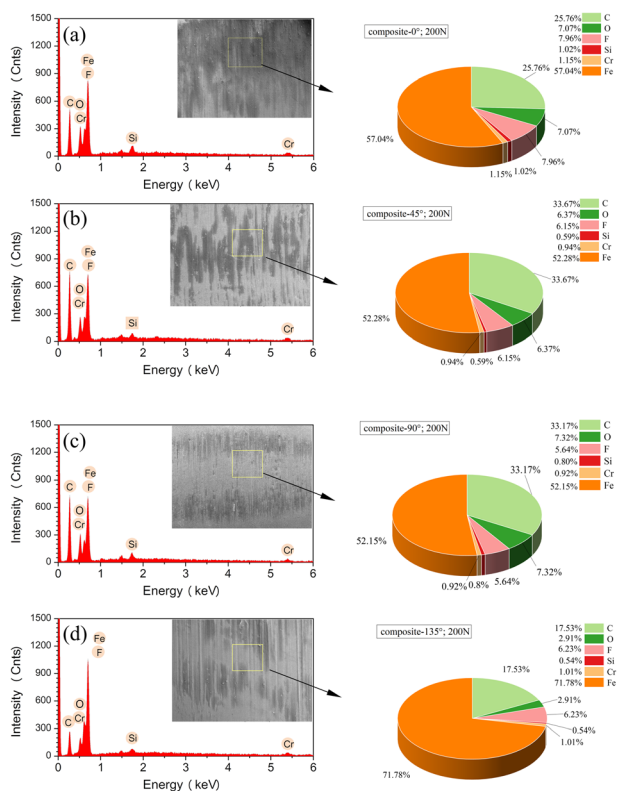 (a)
1500
1200
900
600
300
0
Intensity (Cnts)
C
O
Cr
Fe
F
Si
Cr
0 1 2 3 4 5 6
Energy (keV)
composite-0°; 200N
25.76% C
7.07% O
7.96% F
1.02% Si
1.15% Cr
57.04% Fe
25.76%
7.07%
7.96%
1.02%
1.15%
57.04%
(b)
1500
1200
900
600
300
0
Intensity (Cnts)
C
O
Cr
Fe
F
Si
Cr
0 1 2 3 4 5 6
Energy (keV)
composite-45°; 200N
33.67% C
6.37% O
6.15% F
0.59% Si
0.94% Cr
52.28% Fe
33.67%
6.37%
6.15%
0.59%
0.94%
52.28%
(c)
1500
1200
900
600
300
0
Intensity (Cnts)
C
O
Cr
Fe
F
Si
Cr
0 1 2 3 4 5 6
Energy (keV)
composite-90°; 200N
33.17% C
7.32% O
5.64% F
0.80% Si
0.92% Cr
52.15% Fe
33.17%
7.32%
5.64%
0.8%
0.92%
52.15%
(d)
1500
1200
900
600
300
0
Intensity (Cnts)
C
O
Cr
Fe
F
Si
Cr
0 1 2 3 4 5 6
Energy (keV)
composite-135°; 200N
17.53% C
2.91% O
6.23% F
0.54% Si
1.01% Cr
71.78% Fe
17.53%
2.91%
6.23%
0.54%
1.01%
71.78%